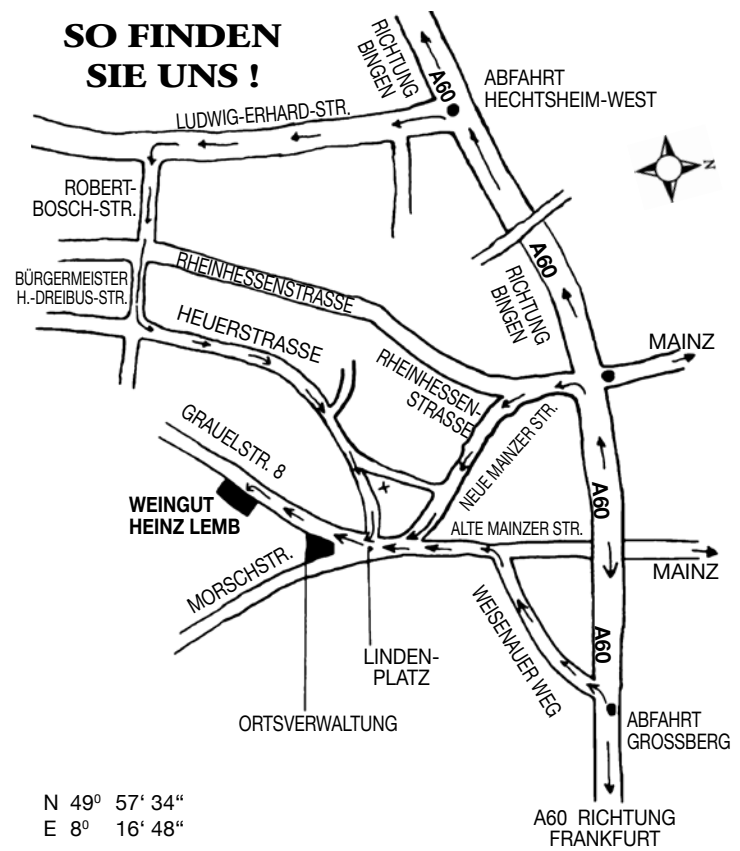 SO FINDEN
SIE UNS !
RICHTUNG
BINGEN
A60
ABFAHRT
HECHTSHEIM-WEST
LUDWIG-ERHARD-STR.
N
ROBERT-
BOSCH-STR.
BÜRGERMEISTER
H.-DREIBUS-STR.
RHEINHESSENSTRASSE
A60
RICHTUNG
BINGEN
HEUERSTRASSE
MAINZ
RHEINHESSEN-
STRASSE
GRAUELSTR. 8
NEUE MAINZER STR.
WEINGUT
HEINZ LEMB
x
A60
ALTE MAINZER STR.
MAINZ
MORSCHSTR.
WEISENAUER WEG
A60
LINDEN-
PLATZ
ORTSVERWALTUNG
ABFAHRT
GROSSBERG
N 49⁰ 57‘ 34“
E 8⁰ 16‘ 48“
A60 RICHTUNG
FRANKFURT